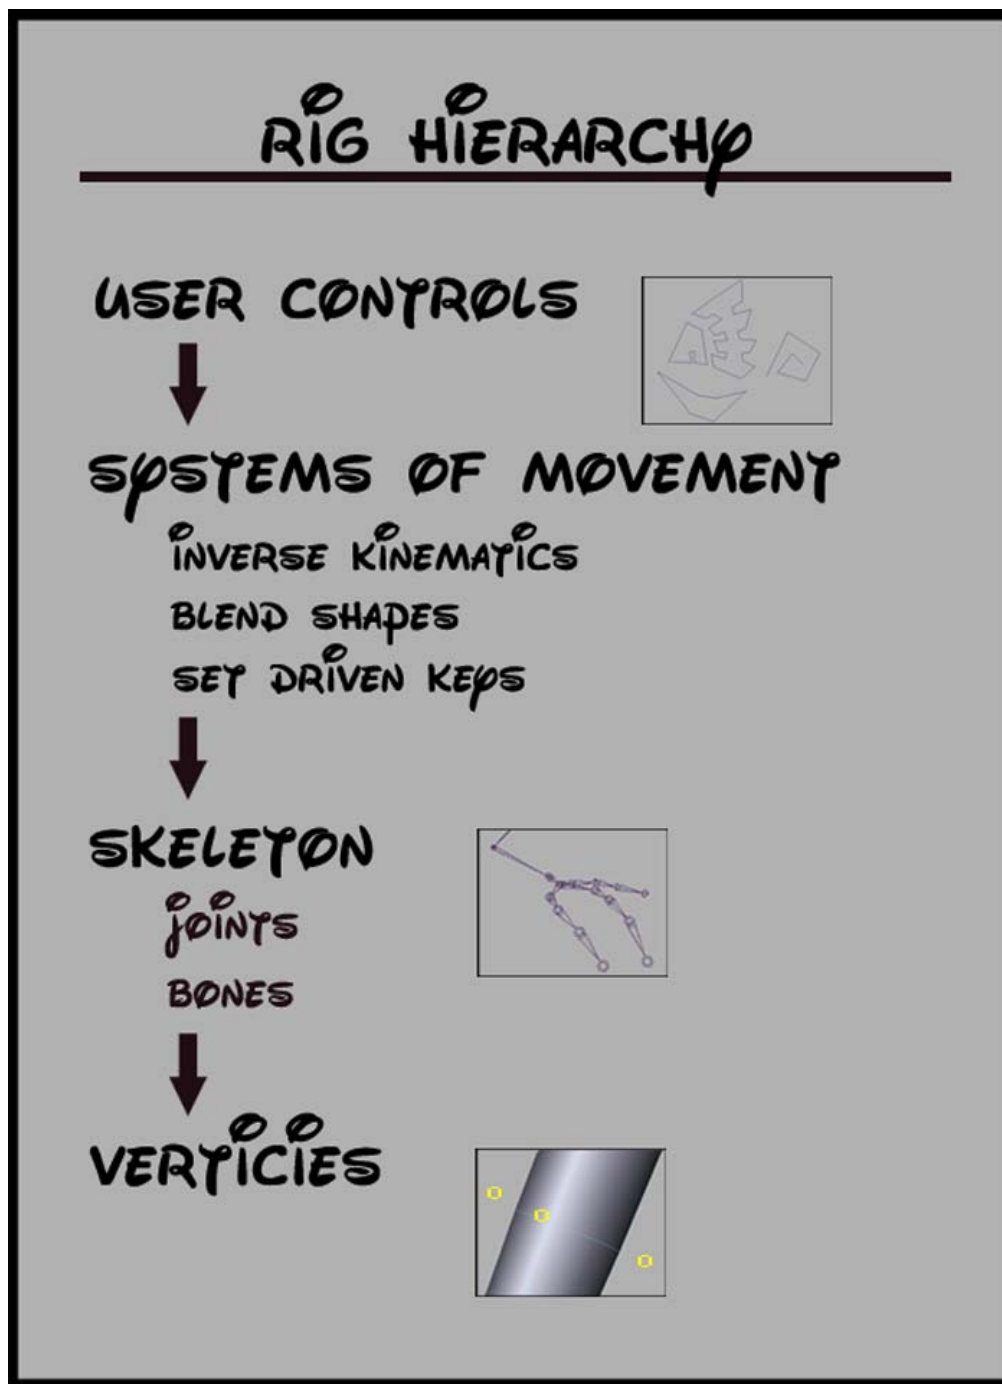 RIG HIERARCHY
USER CONTROLS
SYSTEMS OF MOVEMENT
INVERSE KINEMATICS
BLEND SHAPES
SET DRIVEN KEYS
SKELETON
JOINTS
BONES
VERTICIES